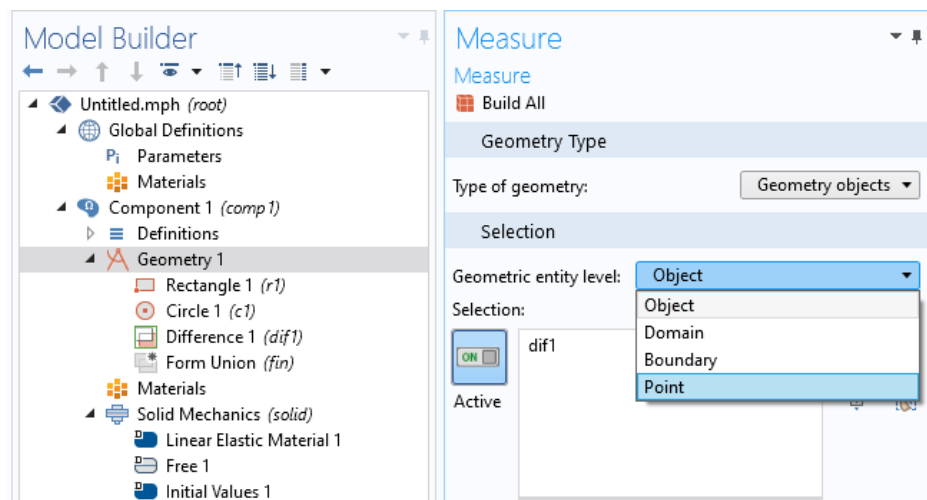 Model Builder
Untitled.mph (root)
Global Definitions
Pi Parameters
Materials
Component 1 (comp1)
Definitions
Geometry 1
Rectangle 1 (r1)
Circle 1 (c1)
Difference 1 (dif1)
Form Union (fin)
Materials
Solid Mechanics (solid)
D Linear Elastic Material 1
D Free 1
D Initial Values 1
Measure
Measure
Build All
Geometry Type
Type of geometry: Geometry objects
Selection
Geometric entity level: Object
Object
Domain
Boundary
Point
Selection:
ON
Active
dif1